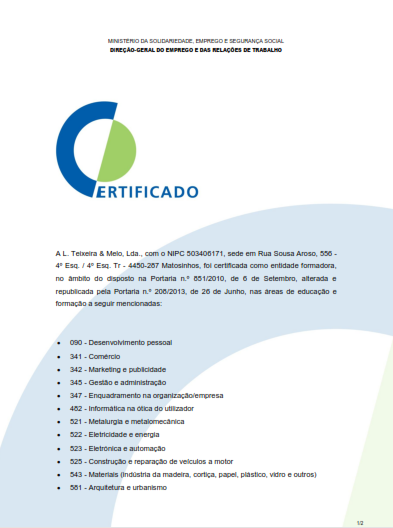 MINISTÉRIO DA SOLIDARIEDADE, EMPREGO E SEGURANÇA SOCIAL
DIREÇÃO-GERAL DO EMPREGO E DAS RELAÇÕES DE TRABALHO
CERTIFICADO
A L. Teixeira & Melo, Lda., com o NIPC 503406171, sede em Rua Sousa Aroso, 556 -
4º Esq. / 4º Esq. Tr - 4450-287 Matosinhos, foi certificada como entidade formadora,
no âmbito do disposto na Portaria n.º 851/2010, de 6 de Setembro, alterada e
republicada pela Portaria n.º 208/2013, de 26 de Junho, nas áreas de educação e
formação a seguir mencionadas:
• 090 - Desenvolvimento pessoal
• 341 - Comércio
• 342 - Marketing e publicidade
• 345 - Gestão e administração
• 347 - Enquadramento na organização/empresa
• 482 - Informática na ótica do utilizador
• 521 - Metalurgia e metalomecânica
• 522 - Eletricidade e energia
• 523 - Eletrónica e automação
• 525 - Construção e reparação de veículos a motor
• 543 - Materiais (indústria da madeira, cortiça, papel, plástico, vidro e outros)
• 581 - Arquitetura e urbanismo
1/2